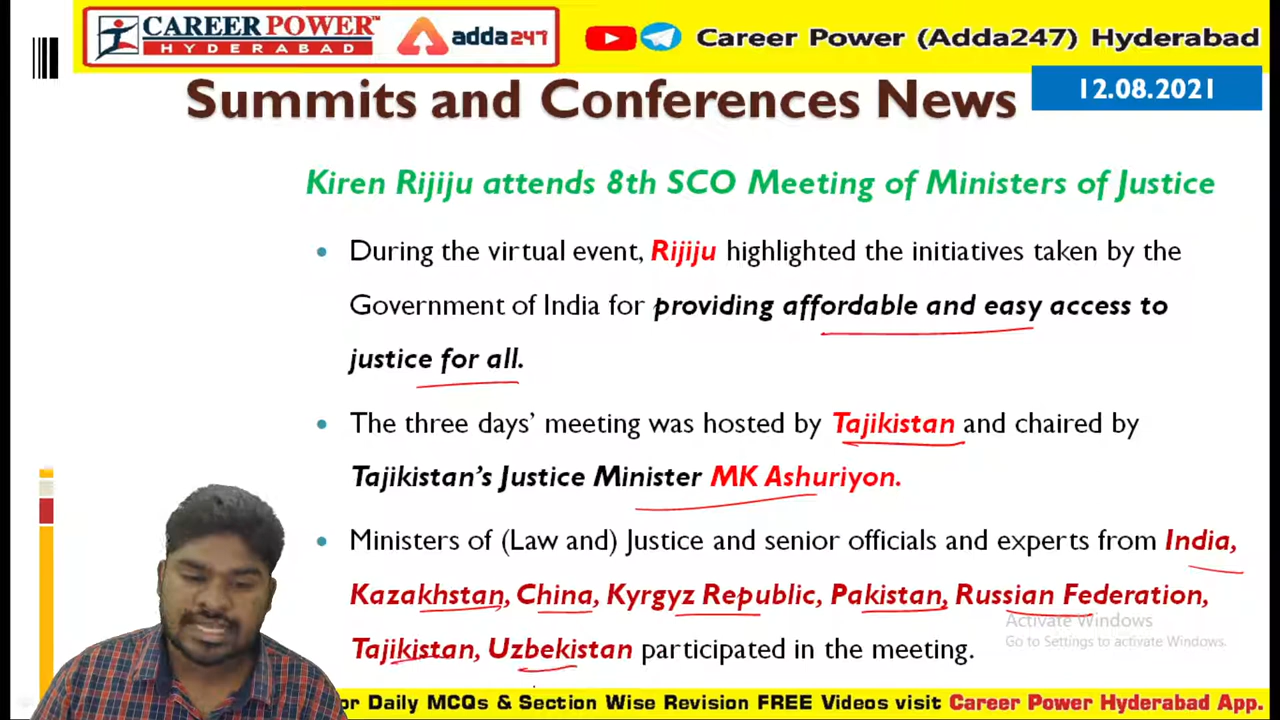 CAREER POWER™
HYDERABAD
adda247
Career Power (Adda247) Hyderabad
Summits and Conferences News
12.08.2021
Kiren Rijiju attends 8th SCO Meeting of Ministers of Justice
• During the virtual event, Rijiju highlighted the initiatives taken by the
Government of India for providing affordable and easy access to
justice for all.
• The three days' meeting was hosted by Tajikistan and chaired by
Tajikistan's Justice Minister MK Ashuriyon.
• Ministers of (Law and) Justice and senior officials and experts from India,
Kazakhstan, China, Kyrgyz Republic, Pakistan, Russian Federation,
Tajikistan, Uzbekistan participated in the meeting.
Activate Windows
Go to Settings to activate Windows.
or Daily MCQs & Section Wise Revision FREE Videos visit Career Power Hyderabad App.